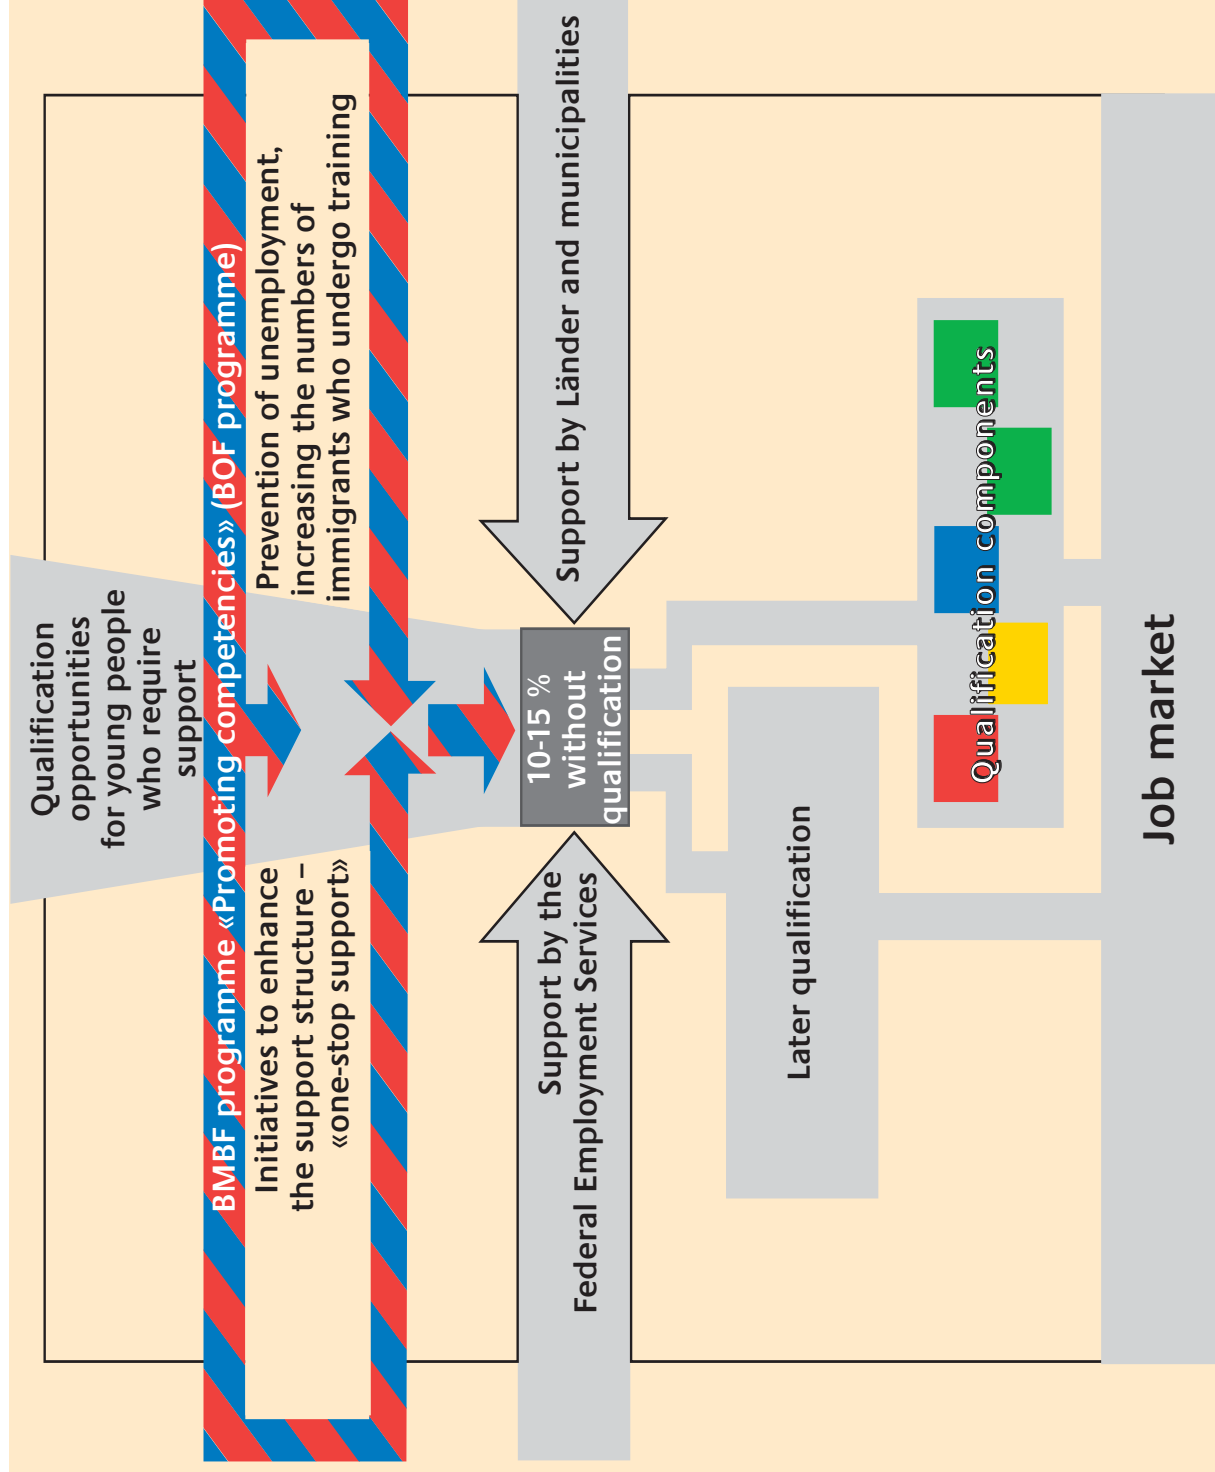 Qualification
opportunities
for young people
who require
support
BMBF programme «Promoting competencies» (BOF programme)
Initiatives to enhance
the support structure –
«one-stop support»
Prevention of unemployment,
increasing the numbers of
immigrants who undergo training
Support by the
Federal Employment Services
10-15 %
without
qualification
Support by Länder and municipalities
Later qualification
Qualification components
Job market